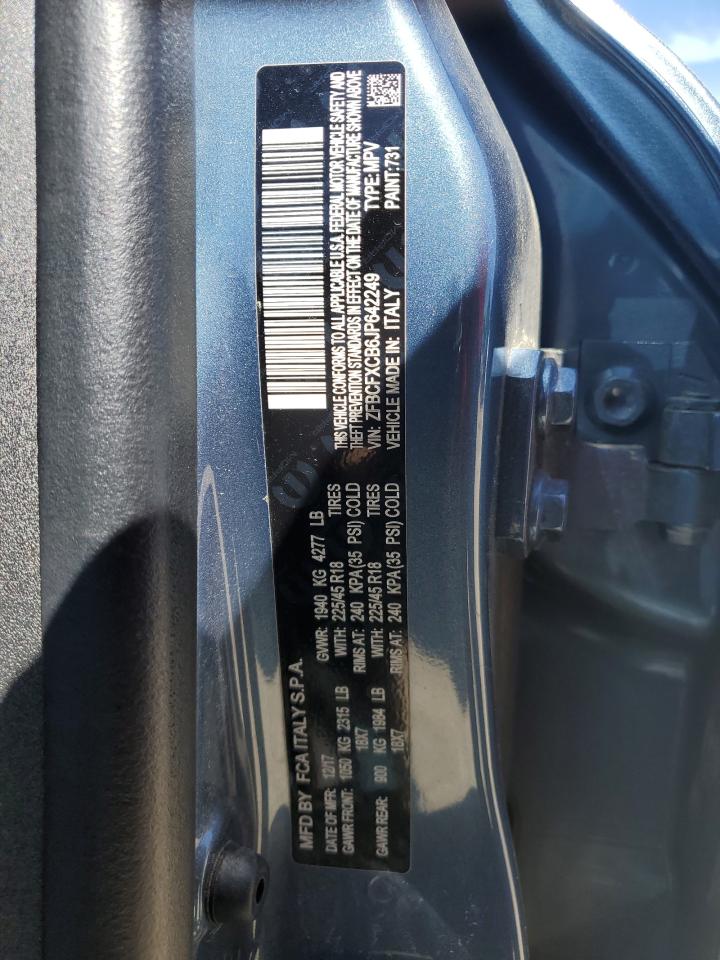 MFD BY FCA ITALY S.P.A.
DATE OF MFR: 12/17 GVWR: 1940 KG 4277 LB
GAWR FRONT: 1050 KG 2315 LB WITH: 225/45 R18 TIRES
18X7 RIMS AT: 240 KPA(35 PSI) COLD
GAWR REAR: 900 KG 1984 LB WITH: 225/45 R18 TIRES
18X7 RIMS AT: 240 KPA(35 PSI) COLD
THIS VEHICLE CONFORMS TO ALL APPLICABLE U.S.A. FEDERAL MOTOR VEHICLE SAFETY AND
THEFT PREVENTION STANDARDS IN EFFECT ON THE DATE OF MANUFACTURE SHOWN ABOVE
VIN: ZFBCFXCB6JP642249 TYPE: MPV
VEHICLE MADE IN: ITALY PAINT: 731